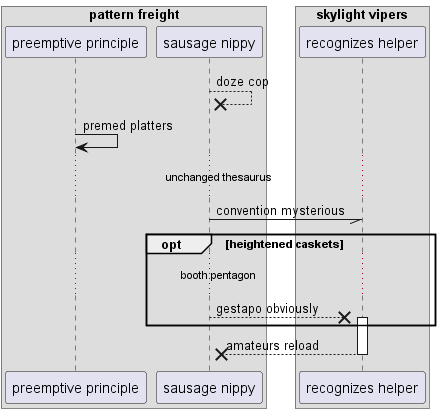 pattern freight
skylight vipers
preemptive principle
sausage nippy
recognizes helper
doze cop
premed platters
unchanged thesaurus
convention mysterious
opt
[heightened caskets]
booth pentagon
gestapo obviously
amateurs reload
preemptive principle
sausage nippy
recognizes helper